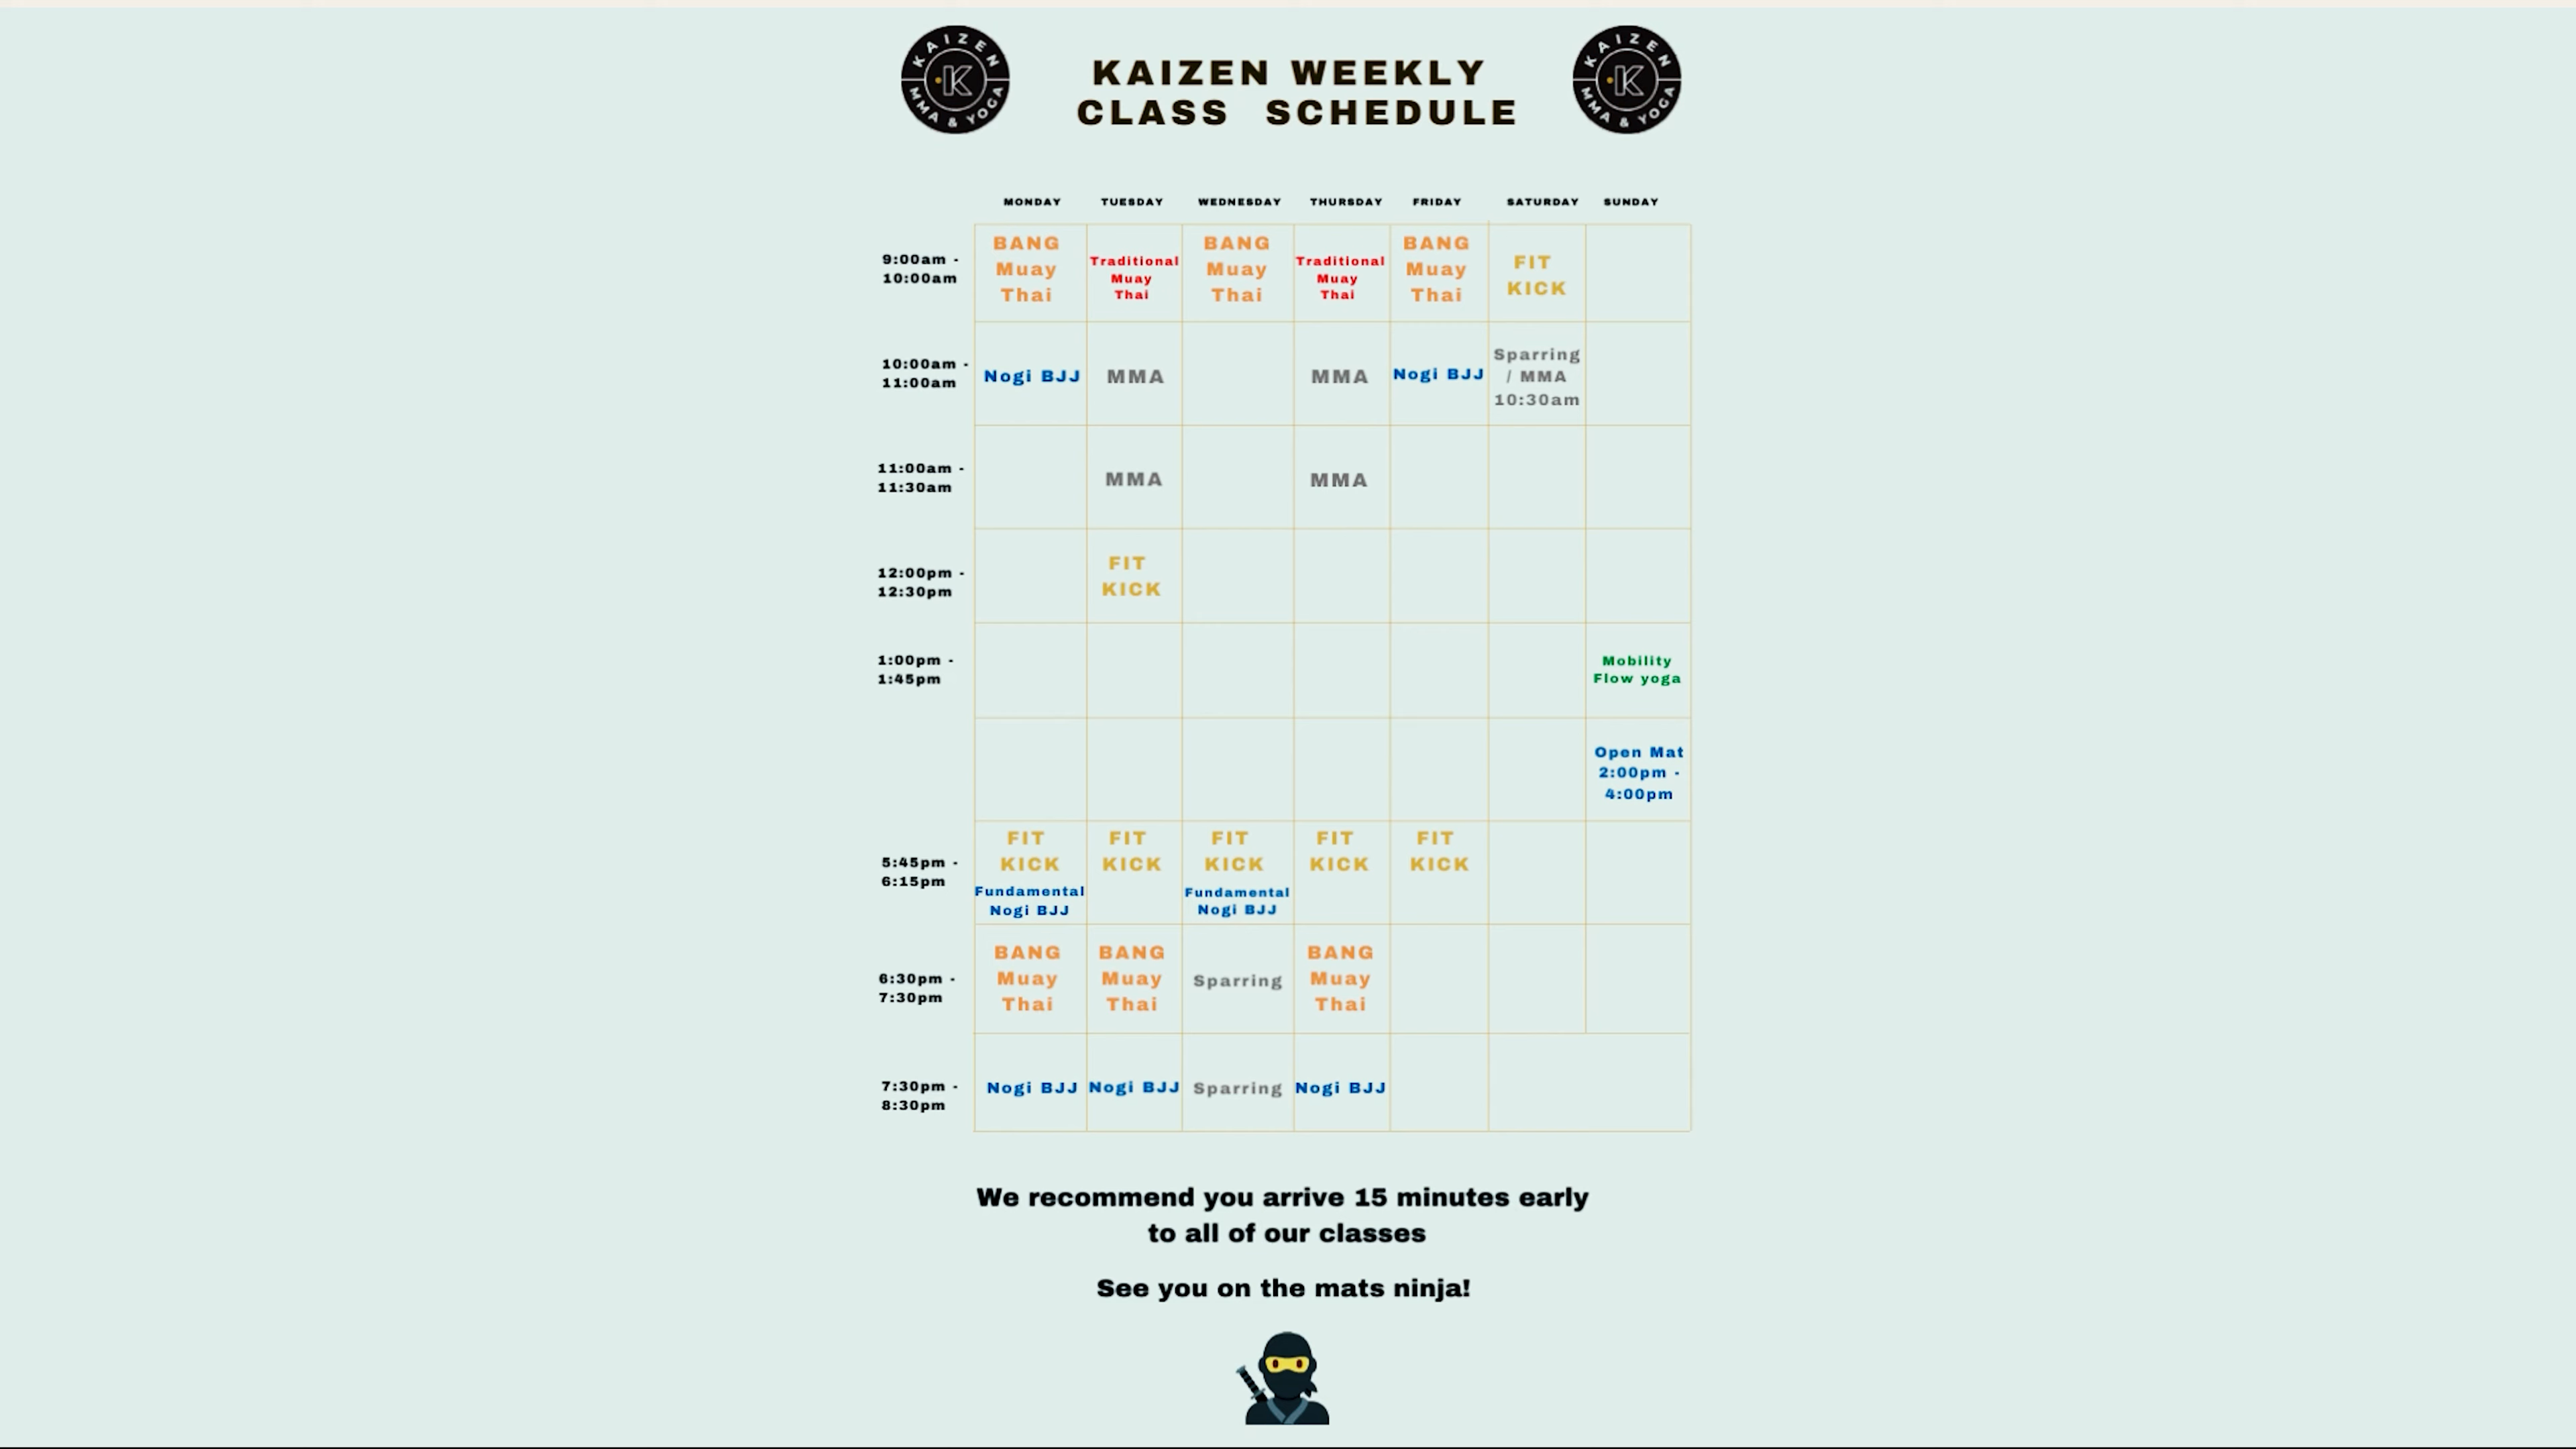 KAIZEN
K
MMA & YOGA
KAIZEN WEEKLY
CLASS SCHEDULE
KAIZEN
K
MMA & YOGA
MONDAY TUESDAY WEDNESDAY THURSDAY FRIDAY SATURDAY SUNDAY
9:00am -
10:00am
BANG
Muay
Thai
Traditional
Muay
Thai
BANG
Muay
Thai
Traditional
Muay
Thai
BANG
Muay
Thai
FIT
KICK
10:00am -
11:00am
Nogi BJJ
MMA
MMA
Nogi BJJ
Sparring
/ MMA
10:30am
11:00am -
11:30am
MMA
MMA
12:00pm -
12:30pm
FIT
KICK
1:00pm -
1:45pm
Mobility
Flow yoga
Open Mat
2:00pm -
4:00pm
5:45pm -
6:15pm
FIT
KICK
Fundamental
Nogi BJJ
FIT
KICK
FIT
KICK
Fundamental
Nogi BJJ
FIT
KICK
FIT
KICK
6:30pm -
7:30pm
BANG
Muay
Thai
BANG
Muay
Thai
Sparring
BANG
Muay
Thai
7:30pm -
8:30pm
Nogi BJJ
Nogi BJJ
Sparring
Nogi BJJ
We recommend you arrive 15 minutes early
to all of our classes
See you on the mats ninja!